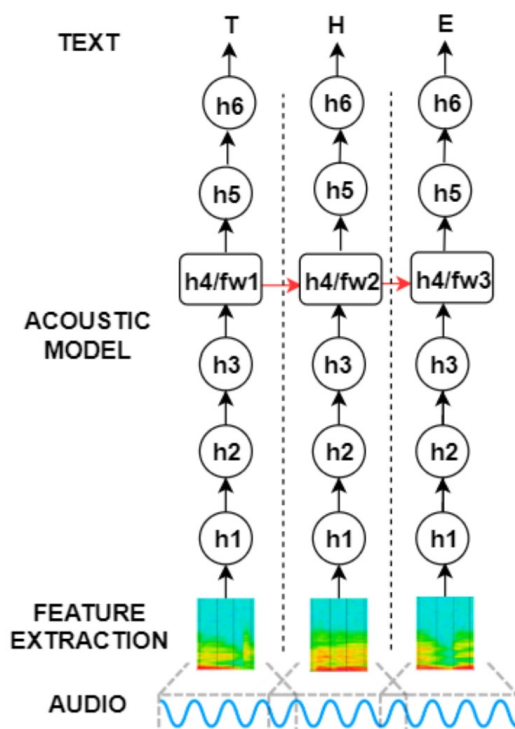 TEXT T H E
h6 h6 h6
h5 h5 h5
h4/fw1 h4/fw2 h4/fw3
ACOUSTIC
MODEL
h3 h3 h3
h2 h2 h2
h1 h1 h1
FEATURE
EXTRACTION
AUDIO